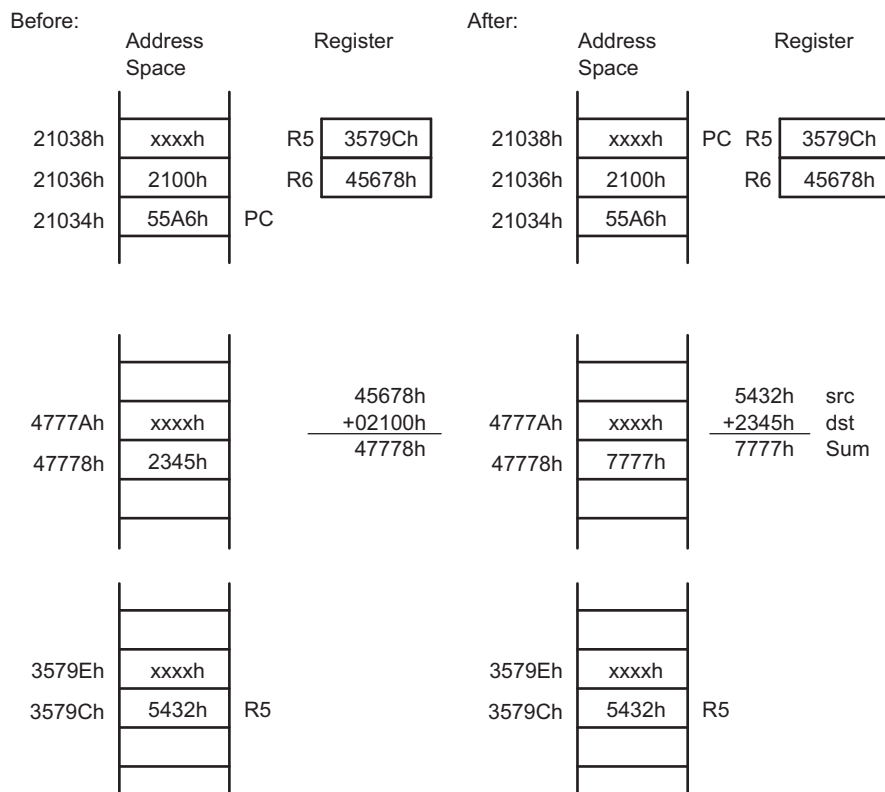 Before:
Address Space
Register
21038h xxxxh R5 3579Ch
21036h 2100h R6 45678h
21034h 55A6h PC
45678h
4777Ah xxxxh +02100h
47778h 2345h 47778h
3579Eh xxxxh
3579Ch 5432h R5
After:
Address Space
Register
21038h xxxxh PC R5 3579Ch
21036h 2100h R6 45678h
21034h 55A6h
5432h src
4777Ah xxxxh +2345h dst
47778h 7777h 7777h Sum
3579Eh xxxxh
3579Ch 5432h R5